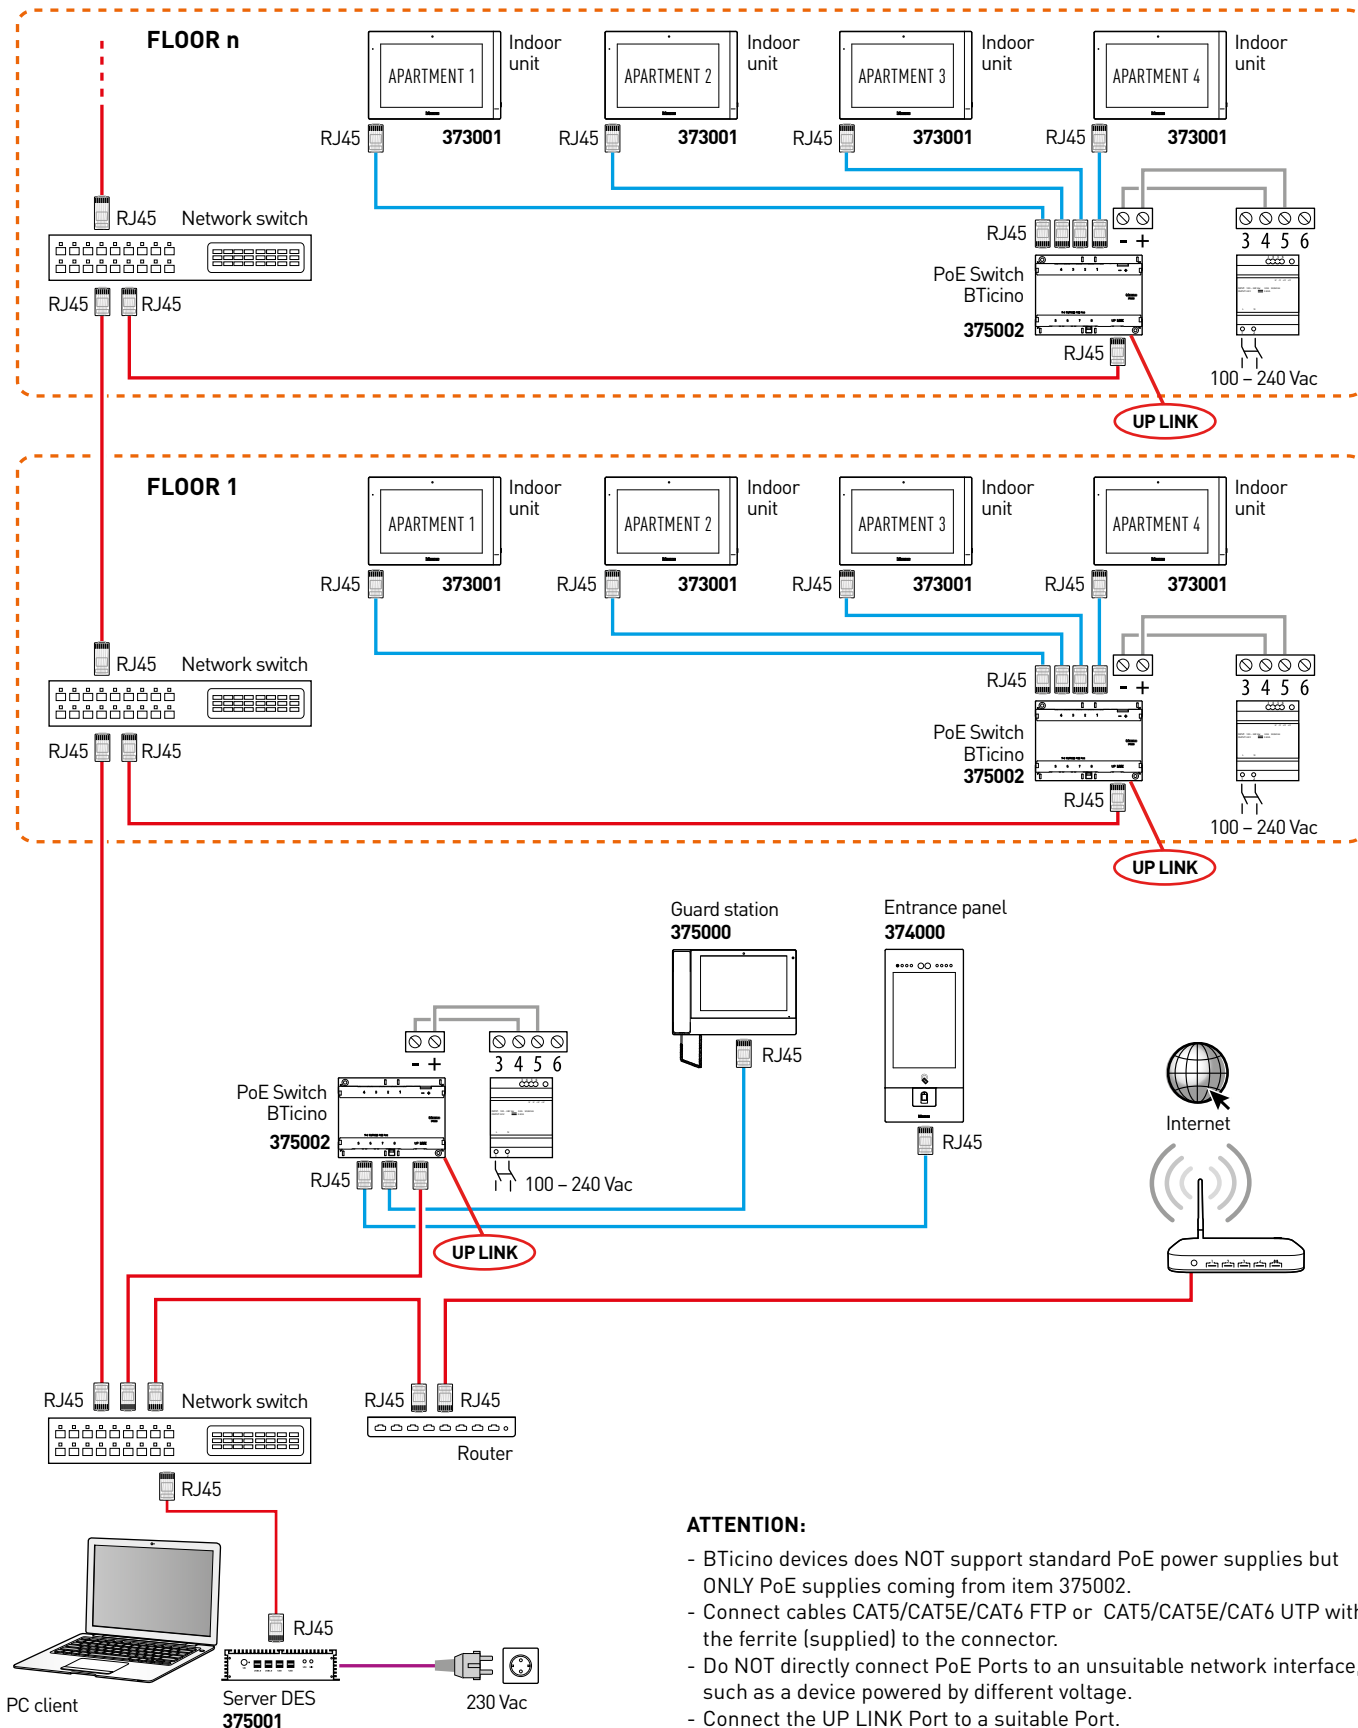 FLOOR n
APARTMENT 1
Indoor
unit
APARTMENT 2
Indoor
unit
APARTMENT 3
Indoor
unit
APARTMENT 4
Indoor
unit
RJ45
373001
RJ45
373001
RJ45
373001
RJ45
373001
RJ45
Network switch
RJ45
- +
3 4 5 6
PoE Switch
BTicino
375002
RJ45
RJ45
RJ45
100 – 240 Vac
UP LINK
FLOOR 1
APARTMENT 1
Indoor
unit
APARTMENT 2
Indoor
unit
APARTMENT 3
Indoor
unit
APARTMENT 4
Indoor
unit
RJ45
373001
RJ45
373001
RJ45
373001
RJ45
373001
RJ45
Network switch
RJ45
- +
3 4 5 6
PoE Switch
BTicino
375002
RJ45
RJ45
RJ45
100 – 240 Vac
UP LINK
Guard station
375000
Entrance panel
374000
RJ45
- +
3 4 5 6
PoE Switch
BTicino
375002
RJ45
RJ45
100 – 240 Vac
UP LINK
Internet
RJ45
Network switch
RJ45
RJ45
Router
RJ45
RJ45
PC client
Server DES
375001
230 Vac
ATTENTION:
- BTicino devices does NOT support standard PoE power supplies but
ONLY PoE supplies coming from item 375002.
- Connect cables CAT5/CAT5E/CAT6 FTP or CAT5/CAT5E/CAT6 UTP with
the ferrite (supplied) to the connector.
- Do NOT directly connect PoE Ports to an unsuitable network interface,
such as a device powered by different voltage.
- Connect the UP LINK Port to a suitable Port.